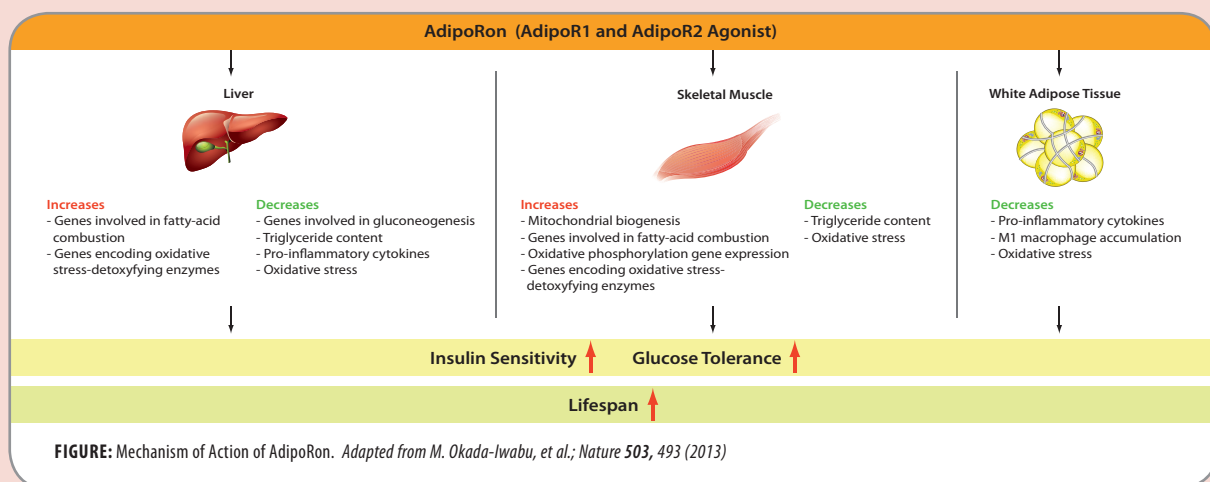 AdipoRon (AdipoR1 and AdipoR2 Agonist)
Liver
Increases
- Genes involved in fatty-acid
combustion
- Genes encoding oxidative
stress-detoxyfying enzymes
Decreases
- Genes involved in gluconeogenesis
- Triglyceride content
- Pro-inflammatory cytokines
- Oxidative stress
Skeletal Muscle
Increases
- Mitochondrial biogenesis
- Genes involved in fatty-acid combustion
- Oxidative phosphorylation gene expression
- Genes encoding oxidative stress-
detoxyfying enzymes
Decreases
- Triglyceride content
- Oxidative stress
White Adipose Tissue
Decreases
- Pro-inflammatory cytokines
- M1 macrophage accumulation
- Oxidative stress
Insulin Sensitivity Glucose Tolerance
Lifespan
FIGURE: Mechanism of Action of AdipoRon. Adapted from M. Okada-Iwabu, et al.; Nature 503, 493 (2013)